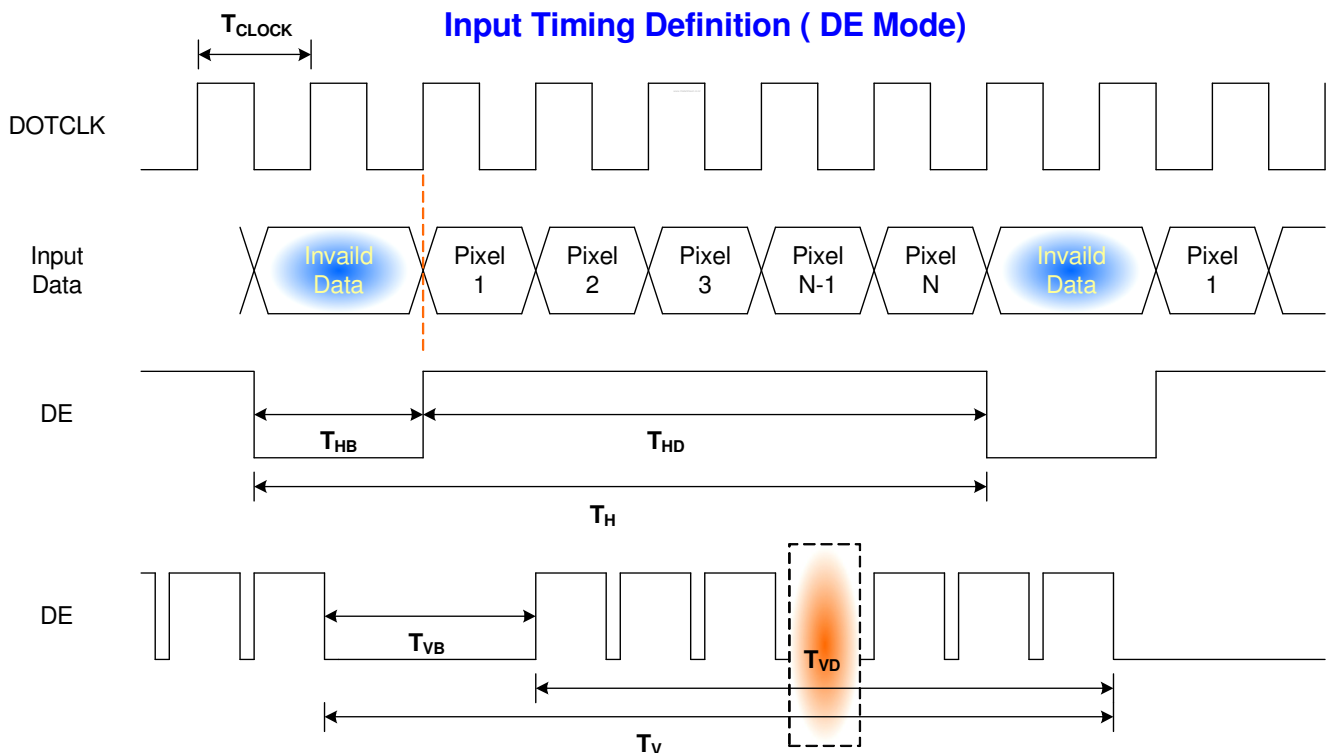 Input Timing Definition ( DE Mode)
TCLOCK
DOTCLK
Input
Data
Invaild
Data
Pixel
1
Pixel
2
Pixel
3
Pixel
N-1
Pixel
N
Invaild
Data
Pixel
1
DE
THB
THD
TH
DE
TVB
TVD
TV